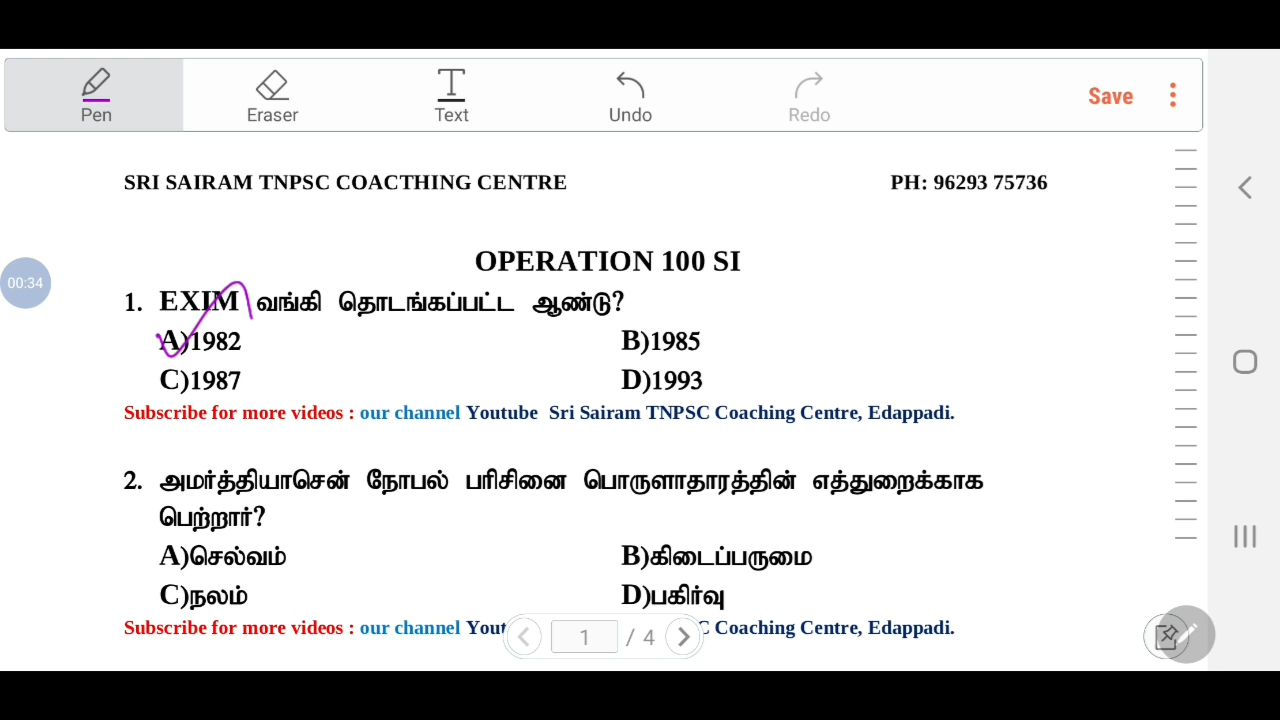 Pen
Eraser
Text
Undo
Redo
Save
SRI SAIRAM TNPSC COACTHING CENTRE PH: 96293 75736
00:34
OPERATION 100 SI
1. EXIM வங்கி தொடங்கப்பட்ட ஆண்டு?
A)1982 B)1985
C)1987 D)1993
Subscribe for more videos : our channel Youtube Sri Sairam TNPSC Coaching Centre, Edappadi.
2. அமர்த்தியாசென் நோபல் பரிசினை பொருளாதாரத்தின் எத்துறைக்காக
பெற்றார்?
A)செல்வம் B)கிடைப்பருமை
C)நலம் D)பகிர்வு
Subscribe for more videos : our channel C Coaching Centre, Edappadi.
1 / 4